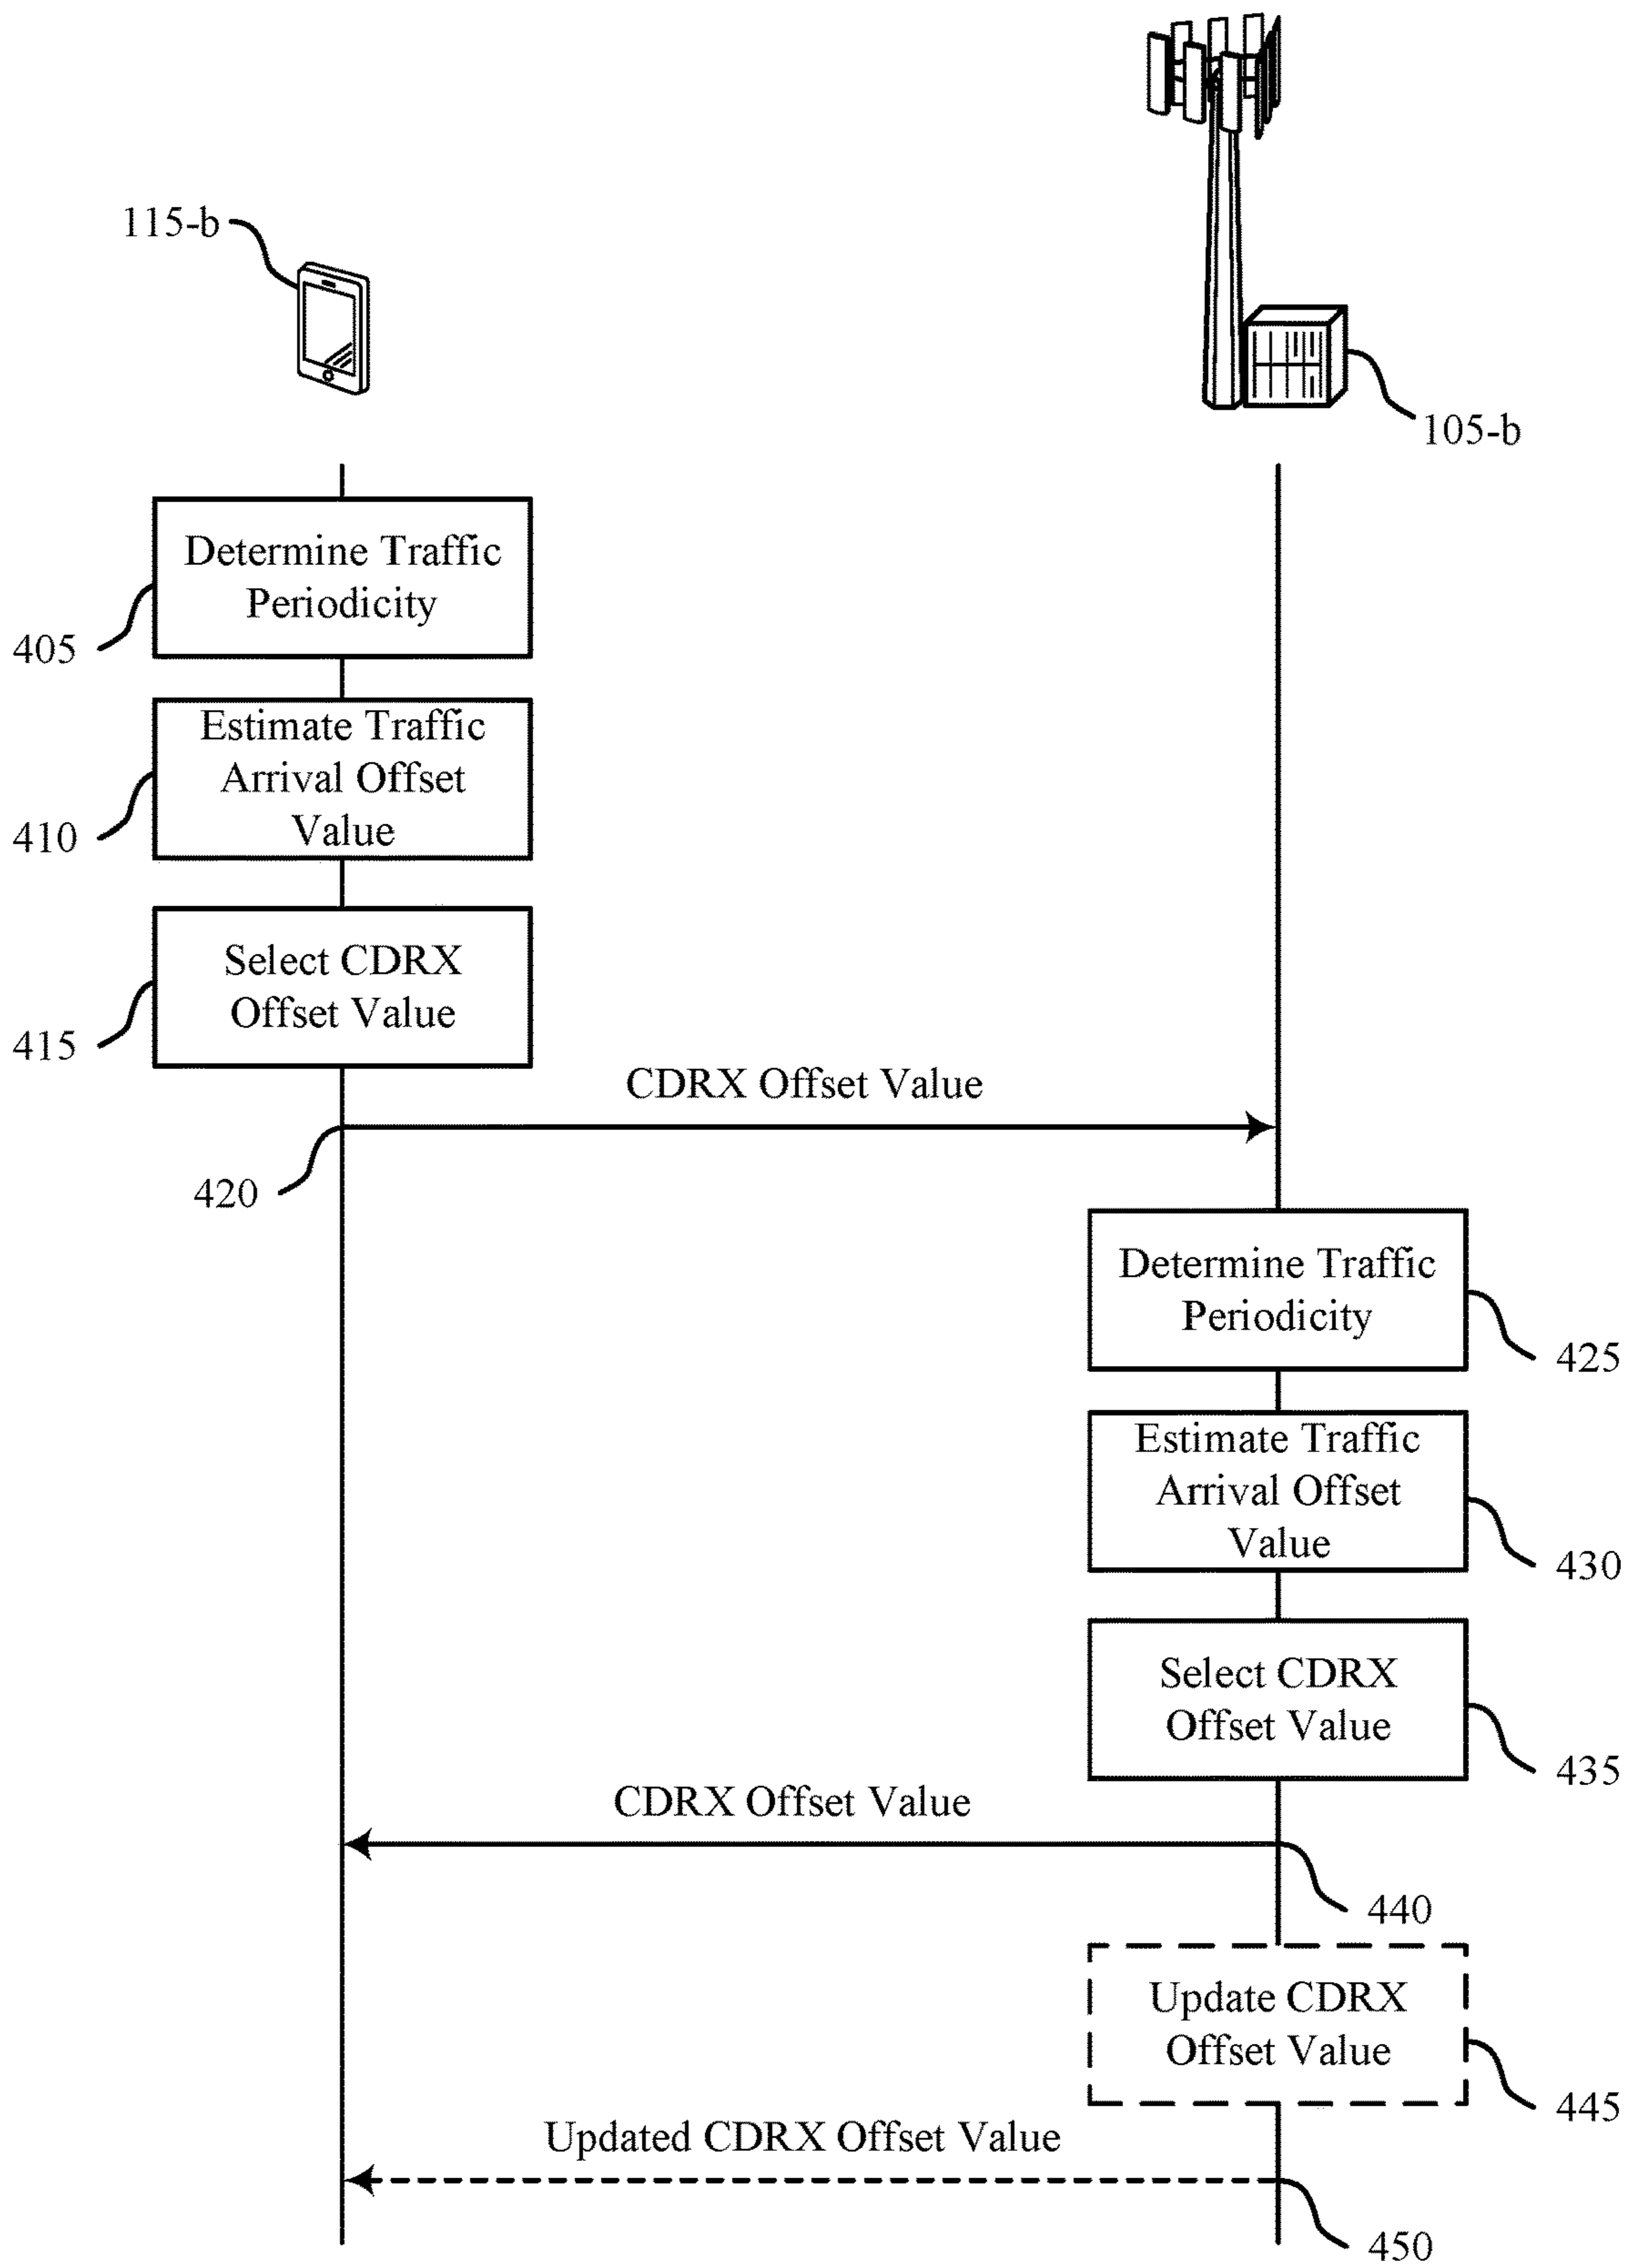 115-b
105-b
Determine Traffic
Periodicity
405
Estimate Traffic
Arrival Offset
Value
410
Select CDRX
Offset Value
415
CDRX Offset Value
420
Determine Traffic
Periodicity
425
Estimate Traffic
Arrival Offset
Value
430
Select CDRX
Offset Value
435
CDRX Offset Value
440
Update CDRX
Offset Value
445
Updated CDRX Offset Value
450